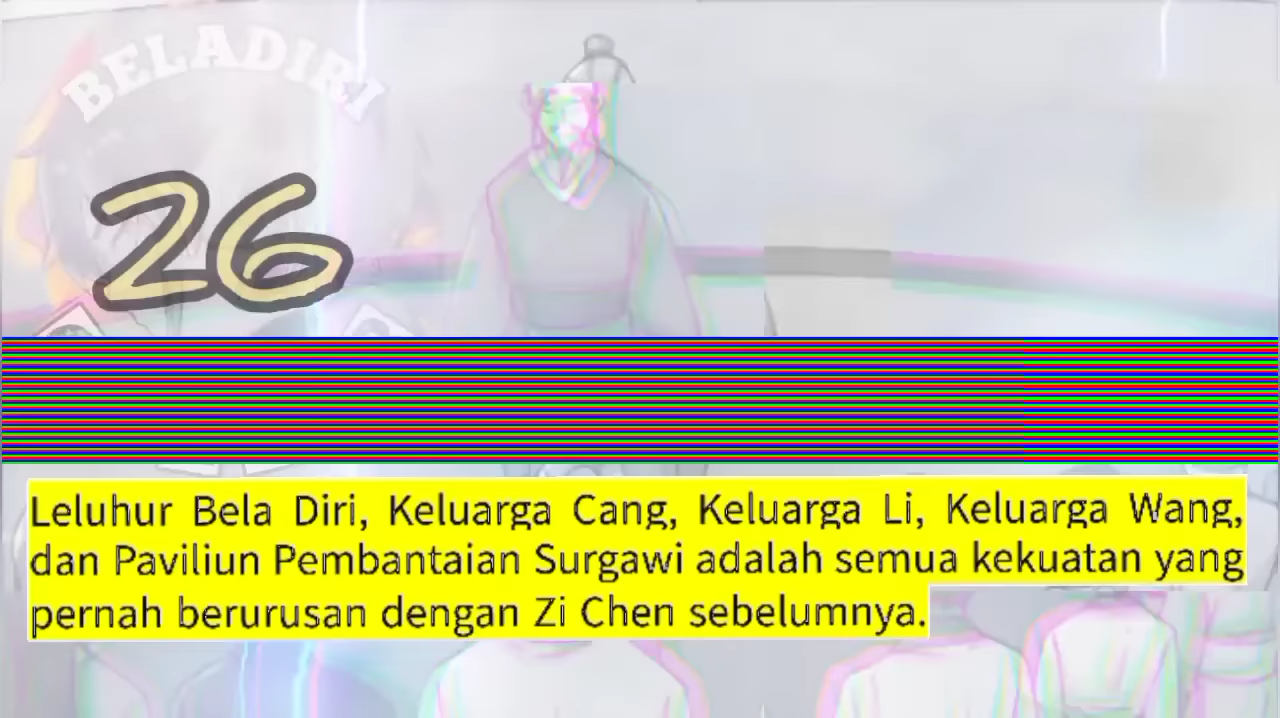 BELADIRI
26
Leluhur Bela Diri, Keluarga Cang, Keluarga Li, Keluarga Wang,
dan Paviliun Pembantaian Surgawi adalah semua kekuatan yang
pernah berurusan dengan Zi Chen sebelumnya.